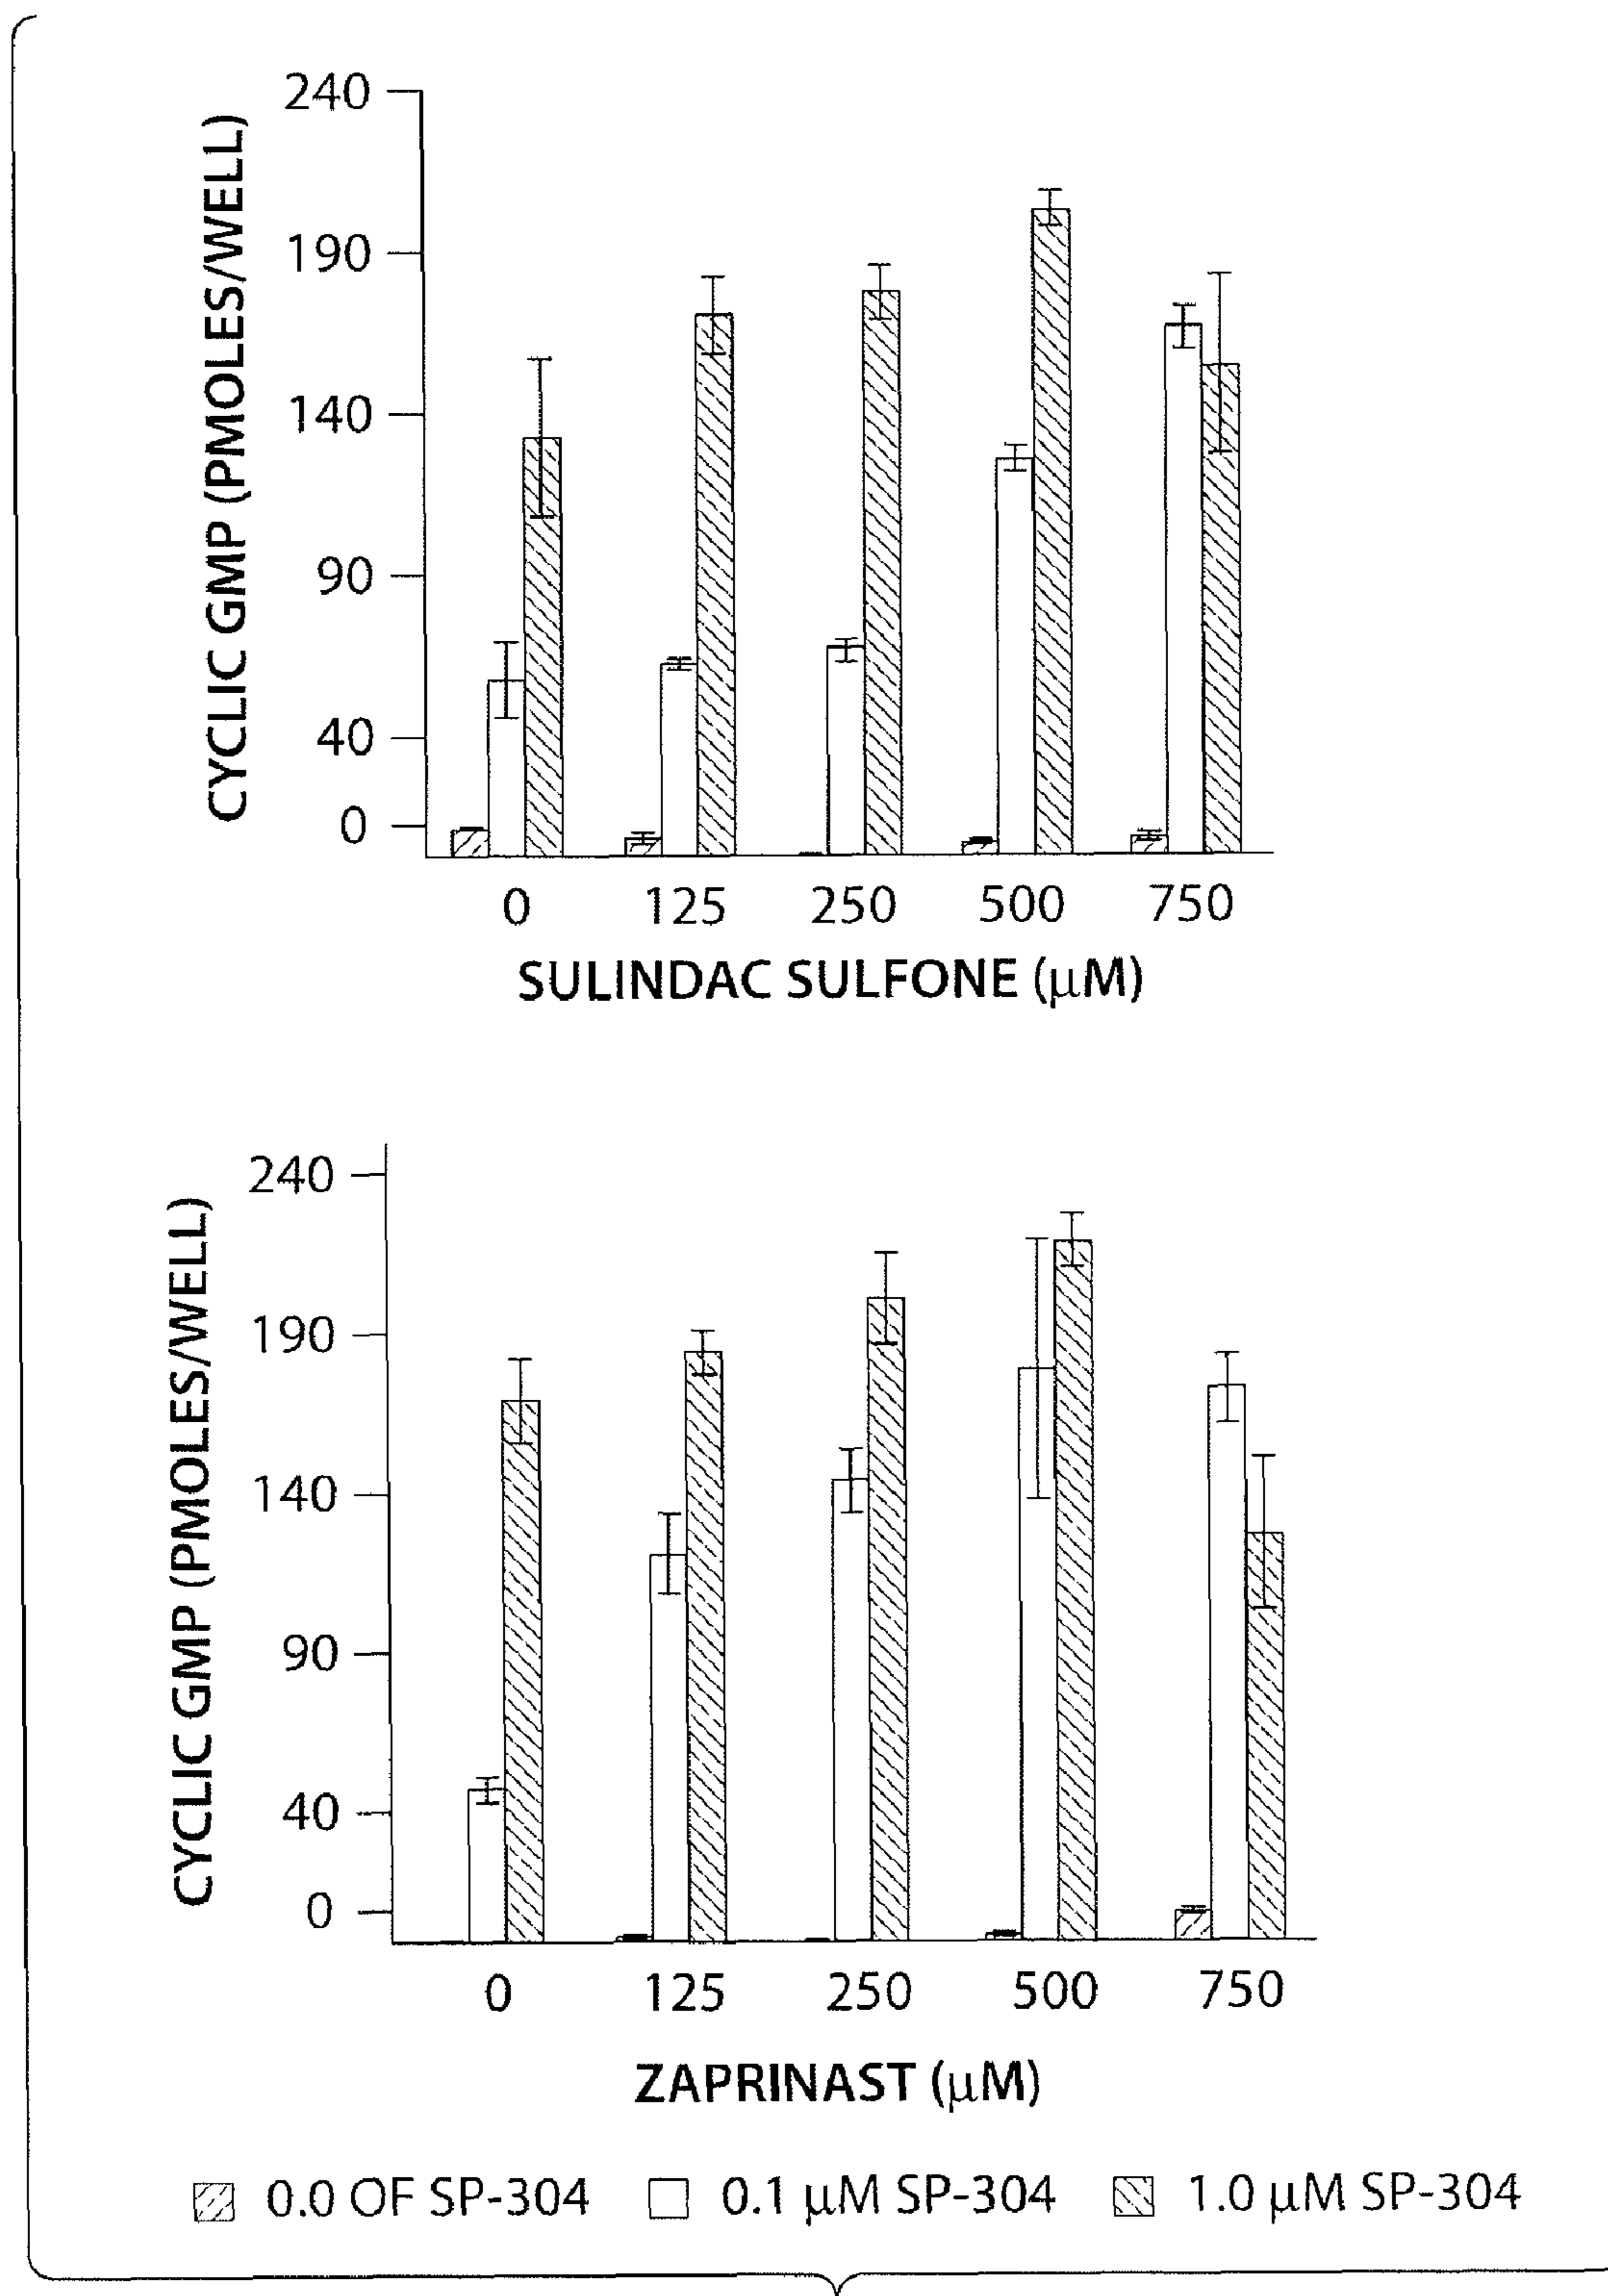 CYCLIC GMP (PMOLES/WELL)
240
190
140
90
40
0
0 125 250 500 750
SULINDAC SULFONE (μM)
CYCLIC GMP (PMOLES/WELL)
240
190
140
90
40
0
0 125 250 500 750
ZAPRINAST (μM)
0.0 OF SP-304 0.1 μM SP-304 1.0 μM SP-304